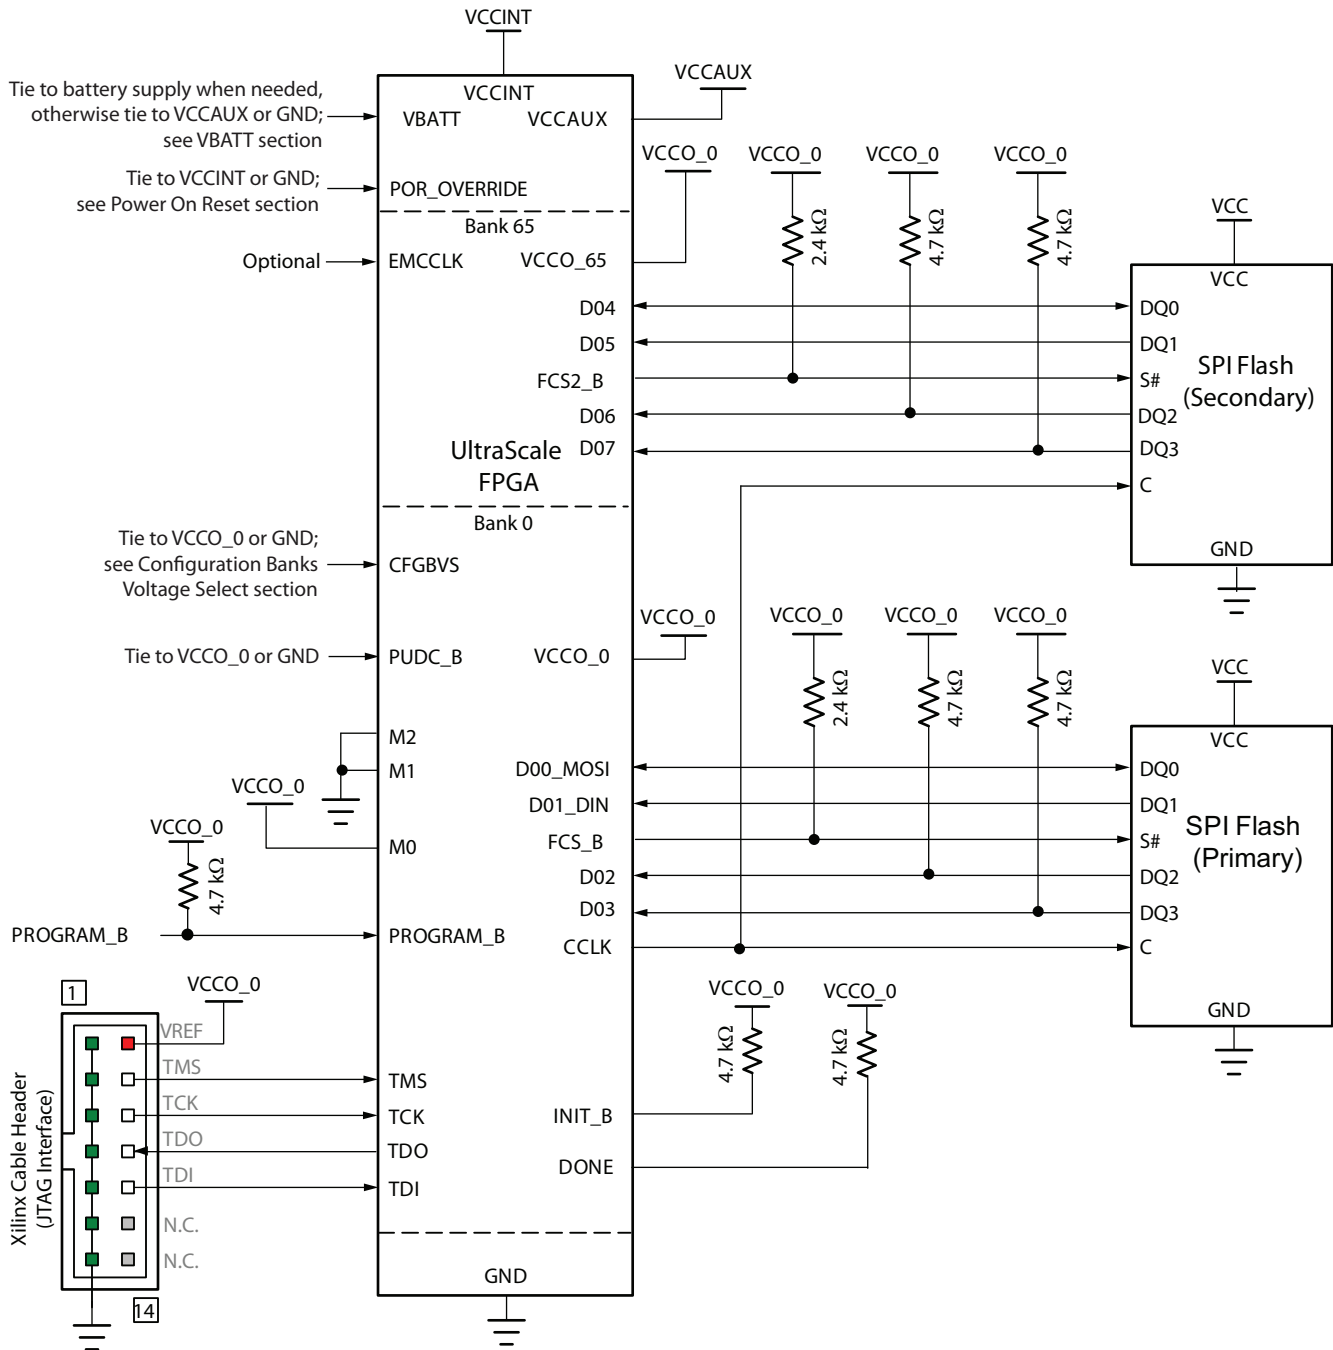 VCCINT
Tie to battery supply when needed,
otherwise tie to VCCAUX or GND;
see VBATT section
VCCINT
VBATT
VCCAUX
VCCAUX
Tie to VCCINT or GND;
see Power On Reset section
POR_OVERRIDE
VCCO_0
VCCO_0
VCCO_0
VCCO_0
Bank 65
Optional
EMCCLK
VCCO_65
2.4 kΩ
4.7 kΩ
4.7 kΩ
VCC
VCC
D04
D05
FCS2_B
D06
D07
UltraScale
FPGA
DQ0
DQ1
S#
DQ2
DQ3
C
SPI Flash
(Secondary)
GND
Bank 0
Tie to VCCO_0 or GND;
see Configuration Banks
Voltage Select section
CFGBVS
Tie to VCCO_0 or GND
PUDC_B
VCCO_0
VCCO_0
VCCO_0
VCCO_0
VCCO_0
2.4 kΩ
4.7 kΩ
4.7 kΩ
VCC
VCC
M2
M1
VCCO_0
M0
VCCO_0
4.7 kΩ
PROGRAM_B
PROGRAM_B
D00_MOSI
D01_DIN
FCS_B
D02
D03
CCLK
DQ0
DQ1
S#
DQ2
DQ3
C
SPI Flash
(Primary)
GND
1
VCCO_0
VREF
TMS
TCK
TDO
TDI
N.C.
N.C.
14
Xilinx Cable Header
(JTAG Interface)
TMS
TCK
TDO
TDI
VCCO_0
VCCO_0
4.7 kΩ
4.7 kΩ
INIT_B
DONE
GND